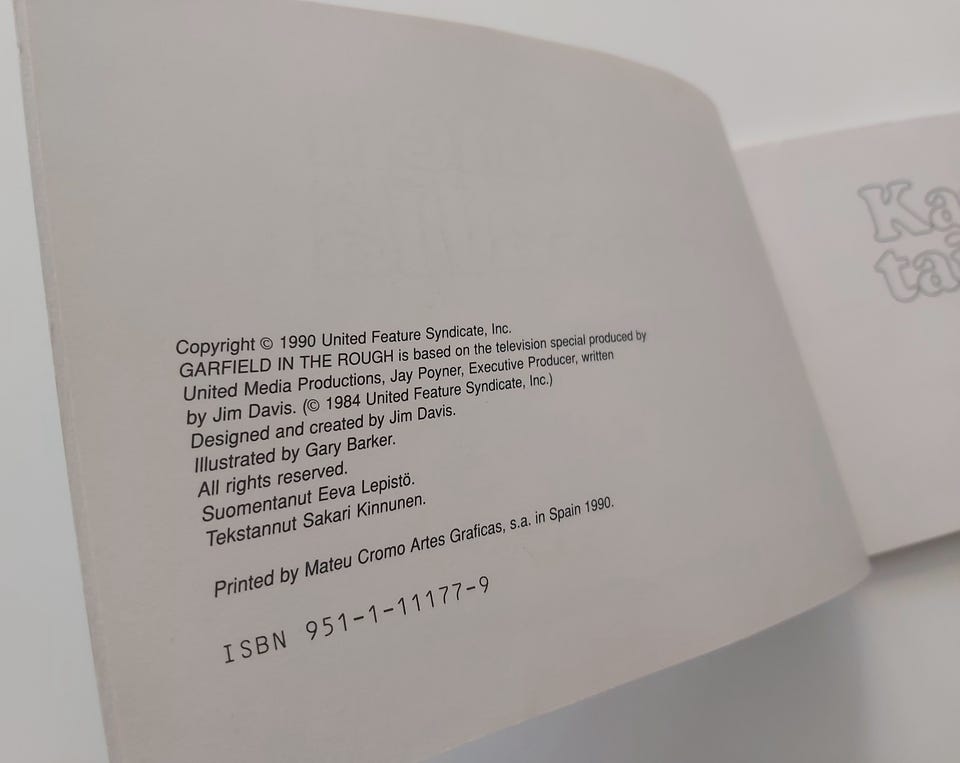 Copyright © 1990 United Feature Syndicate, Inc.
GARFIELD IN THE ROUGH is based on the television special produced by
United Media Productions, Jay Poyner, Executive Producer, written
by Jim Davis. (© 1984 United Feature Syndicate, Inc.)
Designed and created by Jim Davis.
Illustrated by Gary Barker.
All rights reserved.
Suomentanut Eeva Lepistö.
Tekstannut Sakari Kinnunen.
Printed by Mateu Cromo Artes Graficas, s.a. in Spain 1990.
ISBN 951-1-11177-9